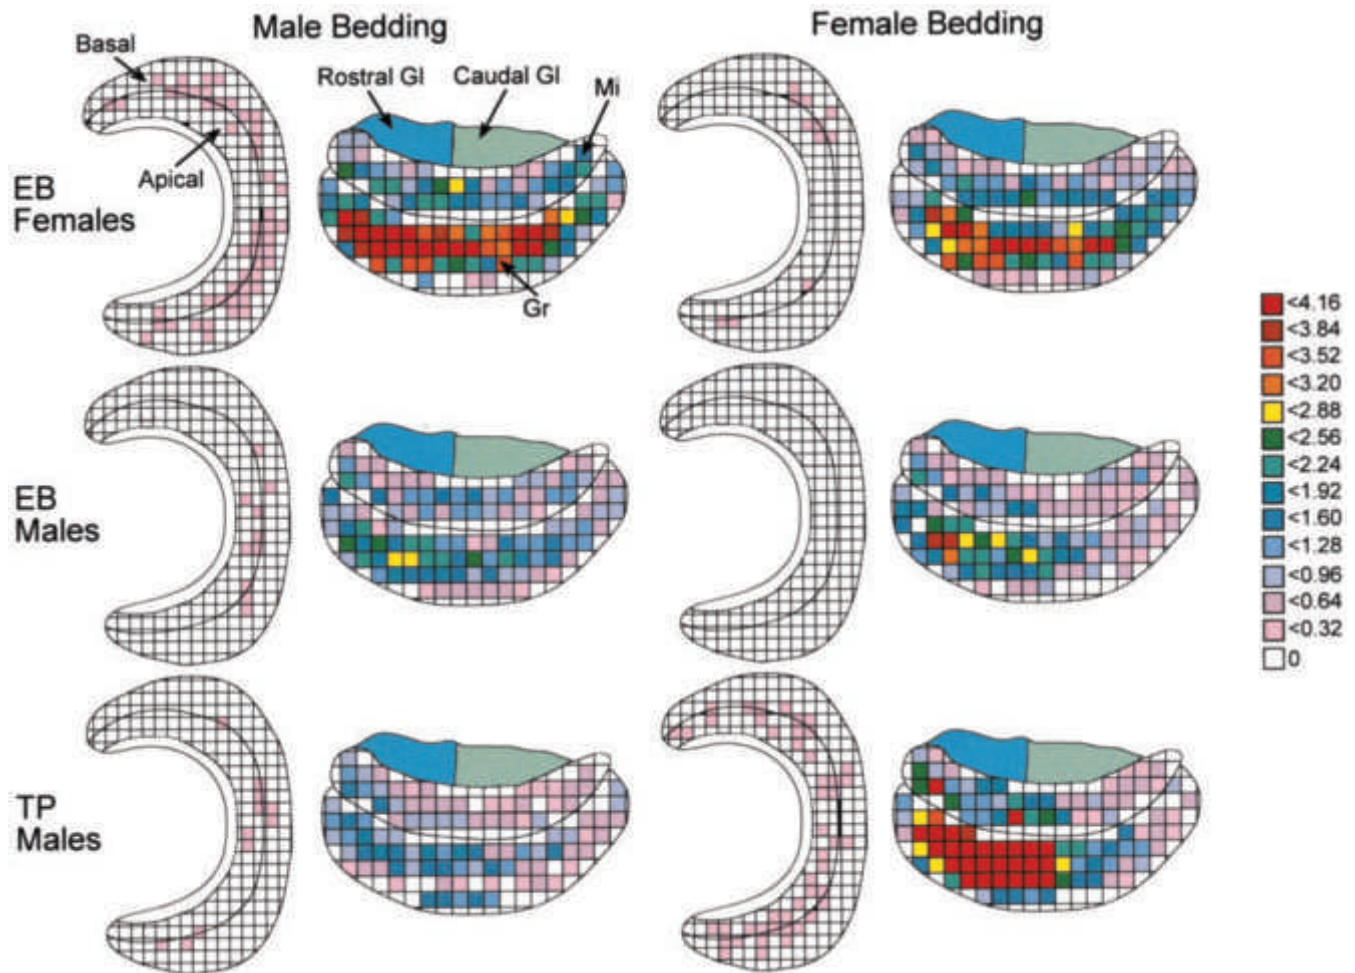 Male Bedding
Female Bedding
Basal
Rostral Gl
Caudal Gl
Mi
Apical
EB
Females
Gr
<4.16
<3.84
<3.52
<3.20
<2.88
<2.56
<2.24
<1.92
<1.60
<1.28
<0.96
<0.64
<0.32
0
EB
Males
TP
Males